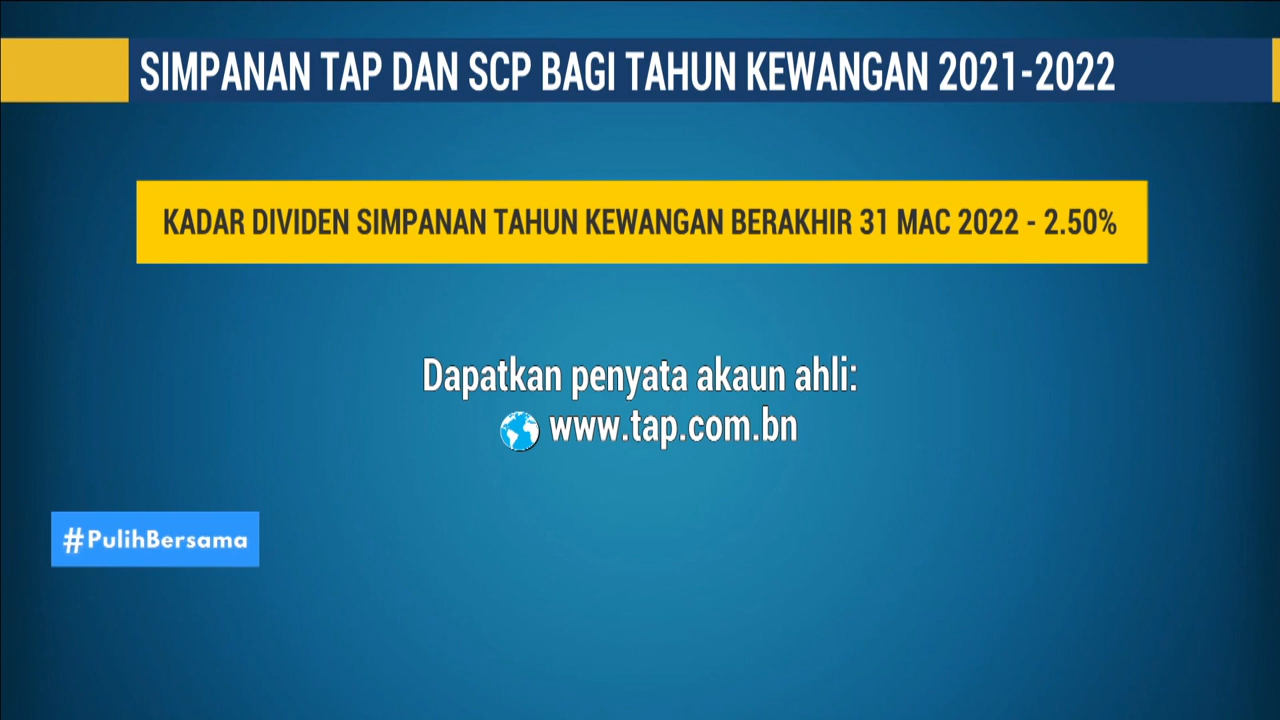 SIMPANAN TAP DAN SCP BAGI TAHUN KEWANGAN 2021-2022
KADAR DIVIDEN SIMPANAN TAHUN KEWANGAN BERAKHIR 31 MAC 2022 - 2.50%
Dapatkan penyata akaun ahli:
www.tap.com.bn
#PulihBersama